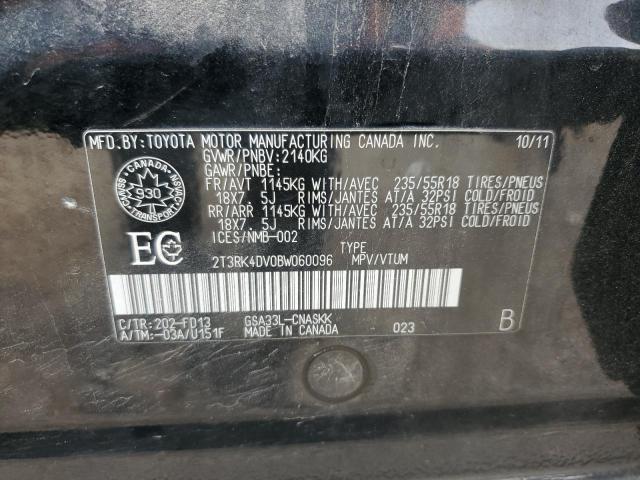 MFD.BY:TOYOTA MOTOR MANUFACTURING CANADA INC. 10/11
GVWR/PNBV:2140KG
GAWR/PNBE:
FR/AVT 1145KG WITH/AVEC 235/55R18 TIRES/PNEUS
18X7.5J RIMS/JANTES AT/A 32PSI COLD/FROID
RR/ARR 1145KG WITH/AVEC 235/55R18 TIRES/PNEUS
18X7.5J RIMS/JANTES AT/A 32PSI COLD/FROID
ICES/NMB-002
CANADA
930
TRANSPORT
EC
TYPE
2T3RK4DV0BW060096 MPV/VTUM
C/TR:202-FD13 GSA33L-CNASKK
A/TM:-03A/U151F MADE IN CANADA 023 B